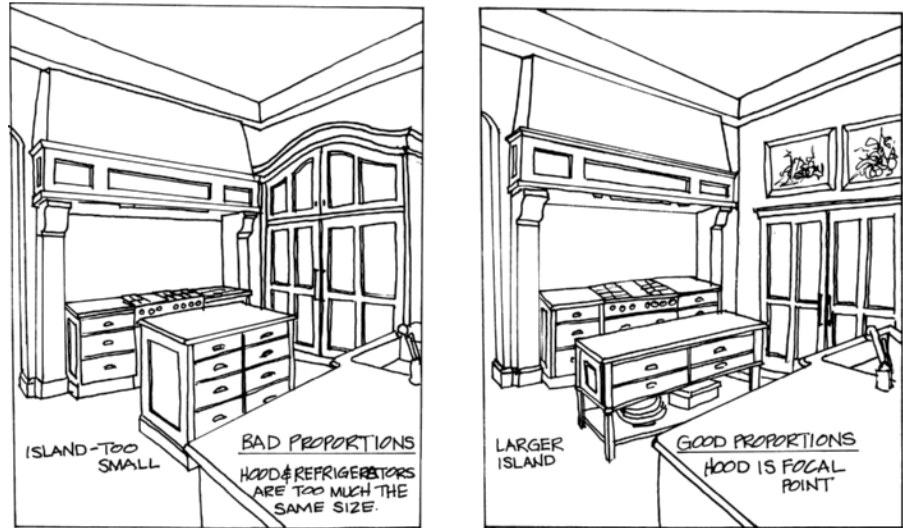 ISLAND-TOO
SMALL
BAD PROPORTIONS
HOOD & REFRIGERATORS
ARE TOO MUCH THE
SAME SIZE.
LARGER
ISLAND
GOOD PROPORTIONS
HOOD IS FOCAL
POINT